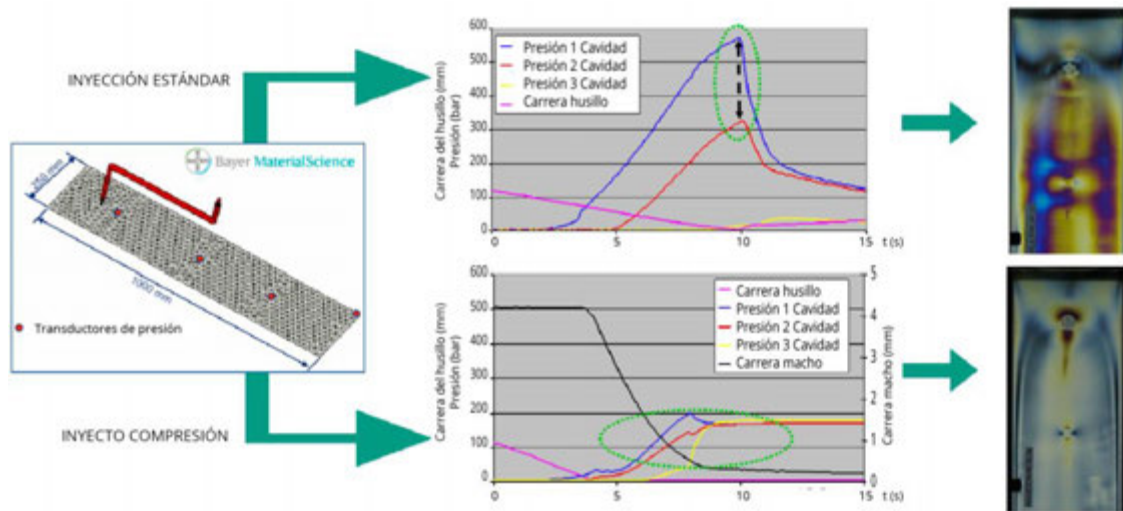 INYECCIÓN ESTÁNDAR
Bayer MaterialScience
250 mm
1000 mm
Transductores de presión
INYECTO COMPRESIÓN
Carrera del husillo (mm)
Presión (bar)
600
500
400
300
200
100
0
Presión 1 Cavidad
Presión 2 Cavidad
Presión 3 Cavidad
Carrera husillo
0
5
10
15
t (s)
Carrera del husillo (mm)
Presión (bar)
600
500
400
300
200
100
0
Carrera husillo
Presión 1 Cavidad
Presión 2 Cavidad
Presión 3 Cavidad
Carrera macho
5
4
3
2
1
0
Carrera macho (mm)
0
5
10
15
t (s)